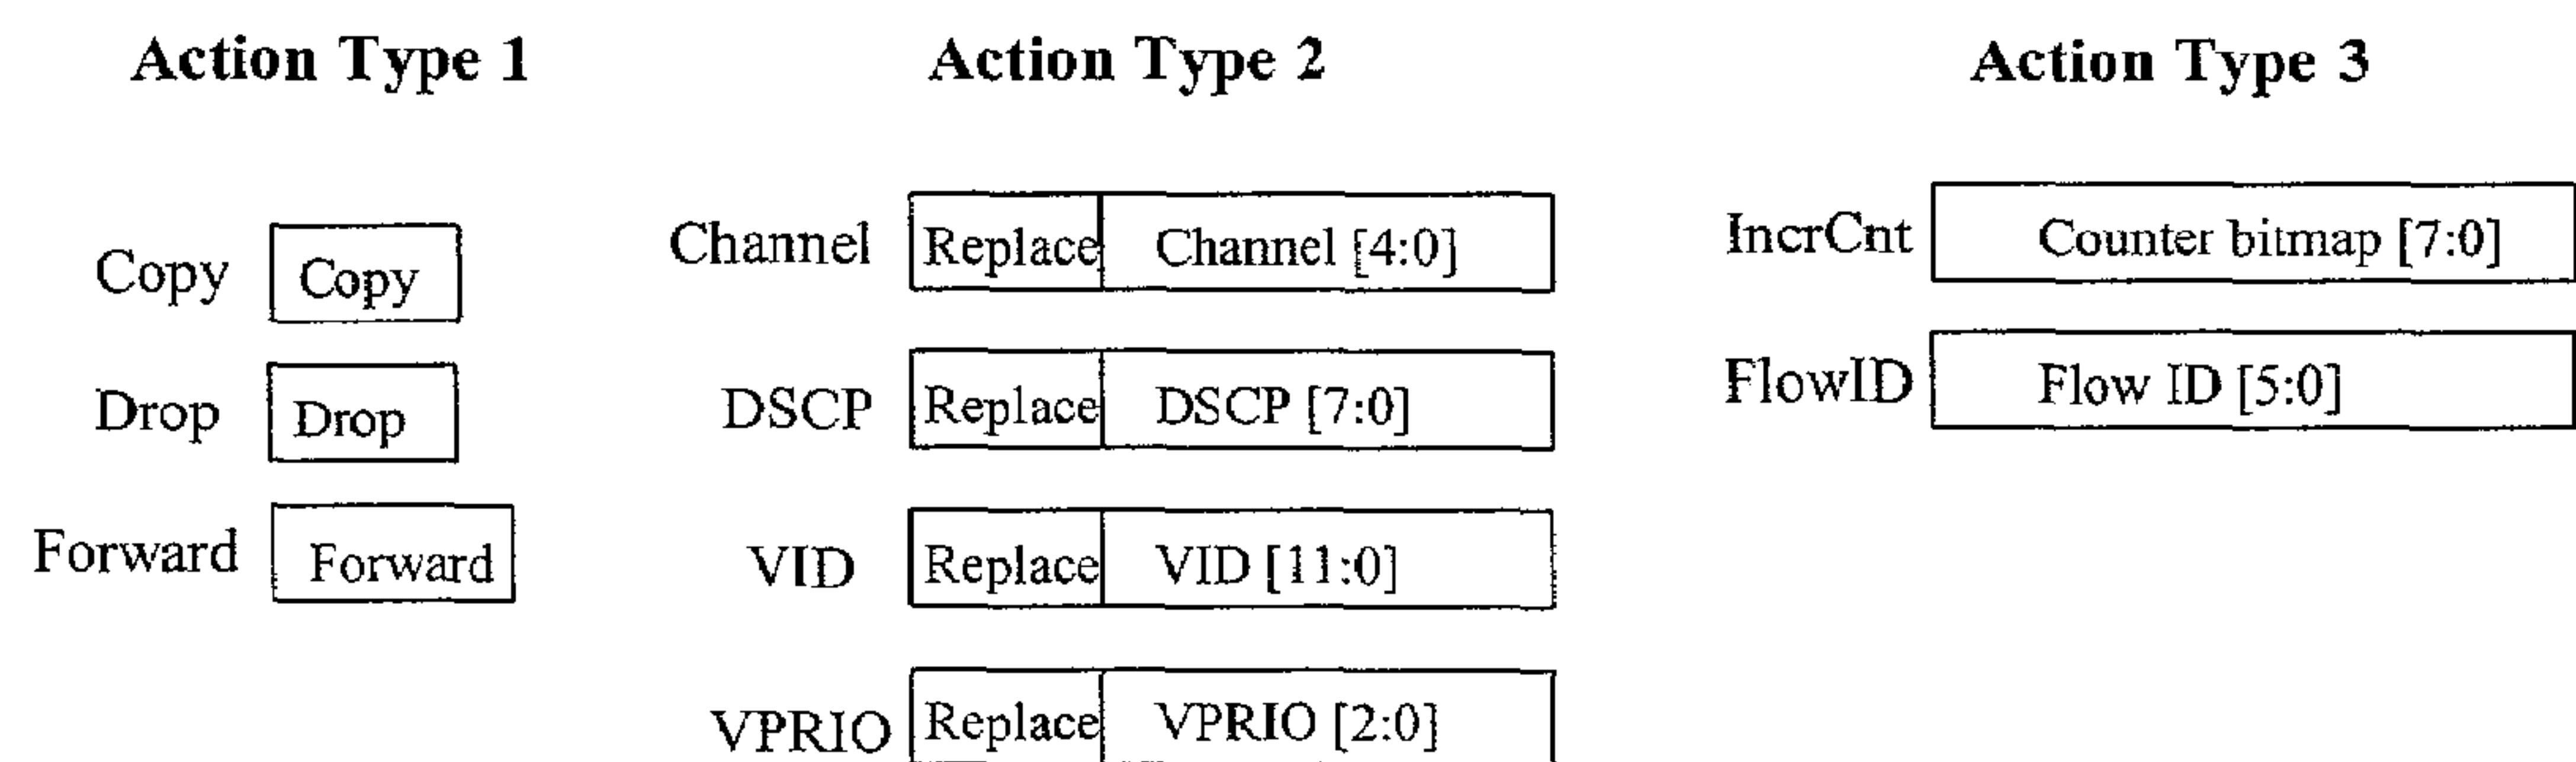 Action Type 1
Copy Copy
Drop Drop
Forward Forward
Action Type 2
Channel Replace Channel [4:0]
DSCP Replace DSCP [7:0]
VID Replace VID [11:0]
VPRIO Replace VPRIO [2:0]
Action Type 3
IncrCnt Counter bitmap [7:0]
FlowID Flow ID [5:0]